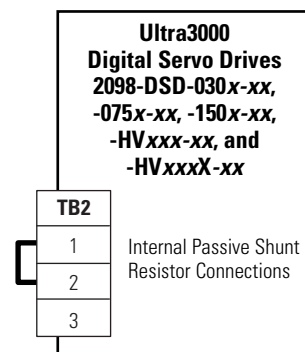 Ultra3000
Digital Servo Drives
2098-DSD-030x-xx,
-075x-xx, -150x-xx,
-HVxxx-xx, and
-HVxxxX-xx
TB2
1
2
3
Internal Passive Shunt
Resistor Connections